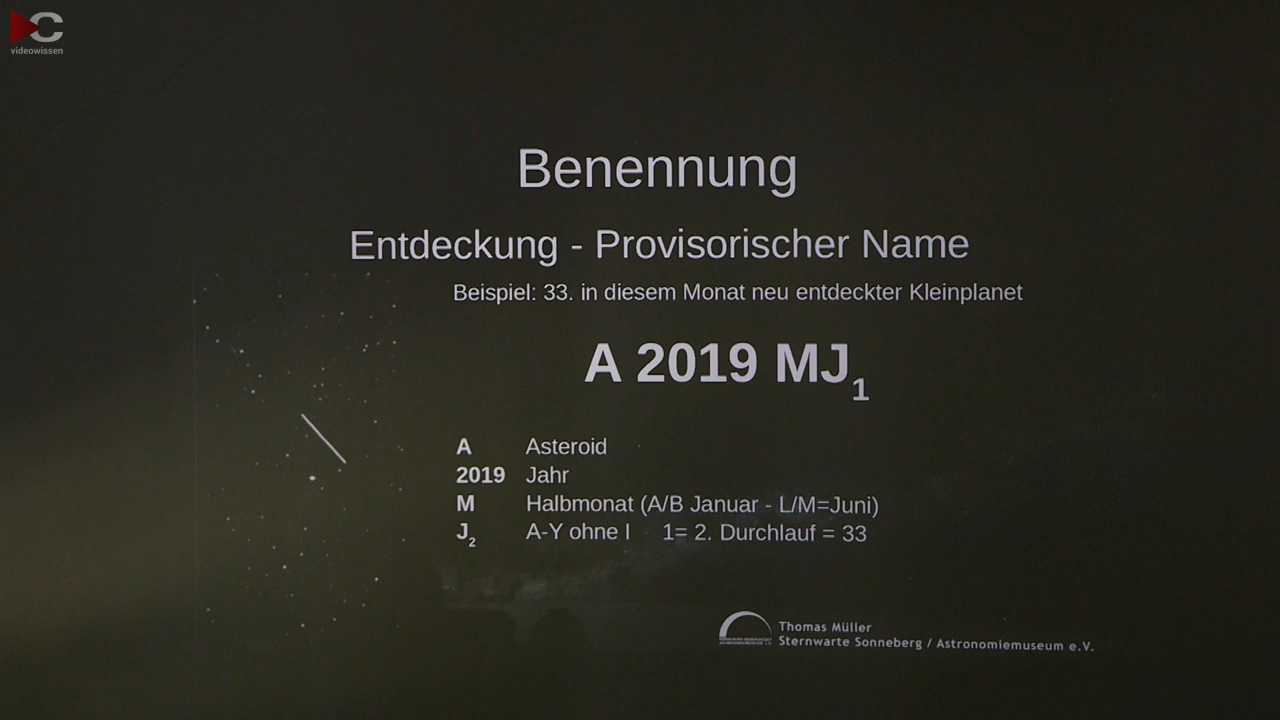 videowissen
Benennung
Entdeckung - Provisorischer Name
Beispiel: 33. in diesem Monat neu entdeckter Kleinplanet
A 2019 MJ1
A Asteroid
2019 Jahr
M Halbmonat (A/B Januar - L/M=Juni)
J2 A-Y ohne I 1= 2. Durchlauf = 33
Thomas Müller
Sternwarte Sonneberg / Astronomiemuseum e.V.